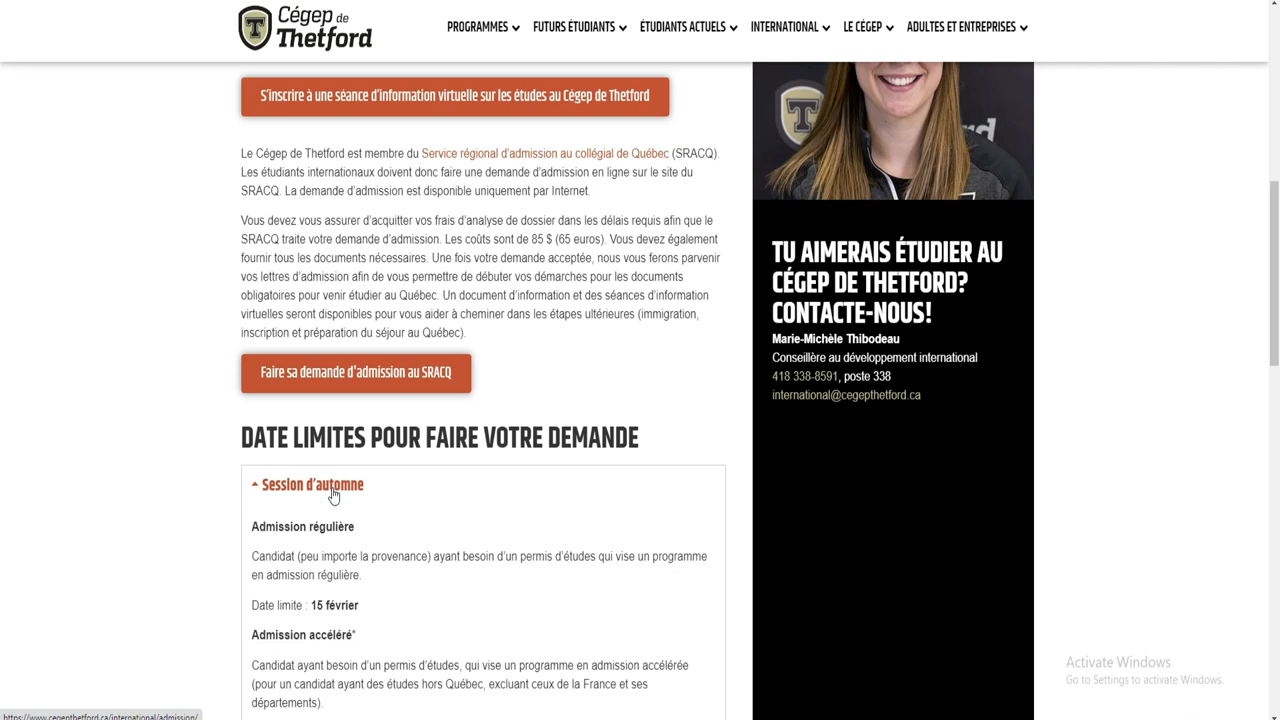 Cégep de
Thetford
PROGRAMMES FUTURS ÉTUDIANTS ÉTUDIANTS ACTUELS INTERNATIONAL LE CÉGEP ADULTES ET ENTREPRISES
S'inscrire à une séance d'information virtuelle sur les études au Cégep de Thetford
Le Cégep de Thetford est membre du Service régional d'admission au collégial de Québec (SRACQ).
Les étudiants internationaux doivent donc faire une demande d'admission en ligne sur le site du
SRACQ. La demande d'admission est disponible uniquement par Internet.
Vous devez vous assurer d'acquitter vos frais d'analyse de dossier dans les délais requis afin que le
SRACQ traite votre demande d'admission. Les coûts sont de 85 $ (65 euros). Vous devez également
fournir tous les documents nécessaires. Une fois votre demande acceptée, nous vous ferons parvenir
vos lettres d'admission afin de vous permettre de débuter vos démarches pour les documents
obligatoires pour venir étudier au Québec. Un document d'information et des séances d'information
virtuelles seront disponibles pour vous aider à cheminer dans les étapes ultérieures (immigration,
inscription et préparation du séjour au Québec).
Faire sa demande d'admission au SRACQ
DATE LIMITES POUR FAIRE VOTRE DEMANDE
Session d'automne
Admission régulière
Candidat (peu importe la provenance) ayant besoin d'un permis d'études qui vise un programme
en admission régulière.
Date limite : 15 février
Admission accéléré*
Candidat ayant besoin d'un permis d'études, qui vise un programme en admission accélérée
(pour un candidat ayant des études hors Québec, excluant ceux de la France et ses
départements).
TU AIMERAIS ÉTUDIER AU
CÉGEP DE THETFORD?
CONTACTE-NOUS!
Marie-Michèle Thibodeau
Conseillère au développement international
418 338-8591, poste 338
international@cegepthetford.ca
Activate Windows
Go to Settings to activate Windows.
https://www.cegepthetford.ca/international/admission/